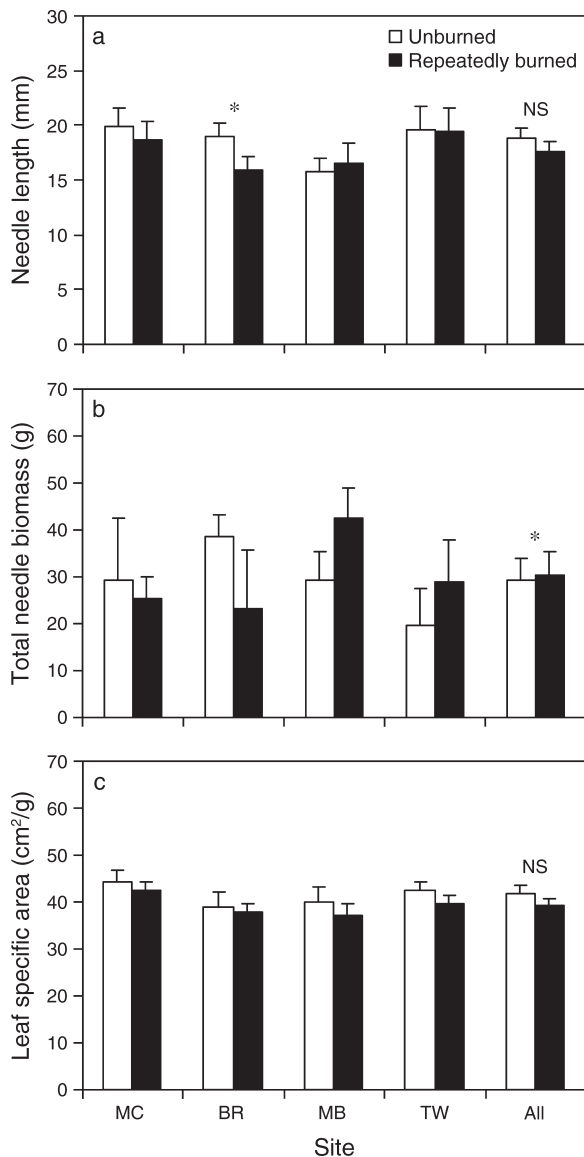 a
Unburned
Repeatedly burned
30
25
20
15
10
5
0
Needle length (mm)
*
NS
b
70
60
50
40
30
20
10
0
Total needle biomass (g)
*
c
70
60
50
40
30
20
10
0
Leaf specific area (cm²/g)
NS
MC BR MB TW All
Site